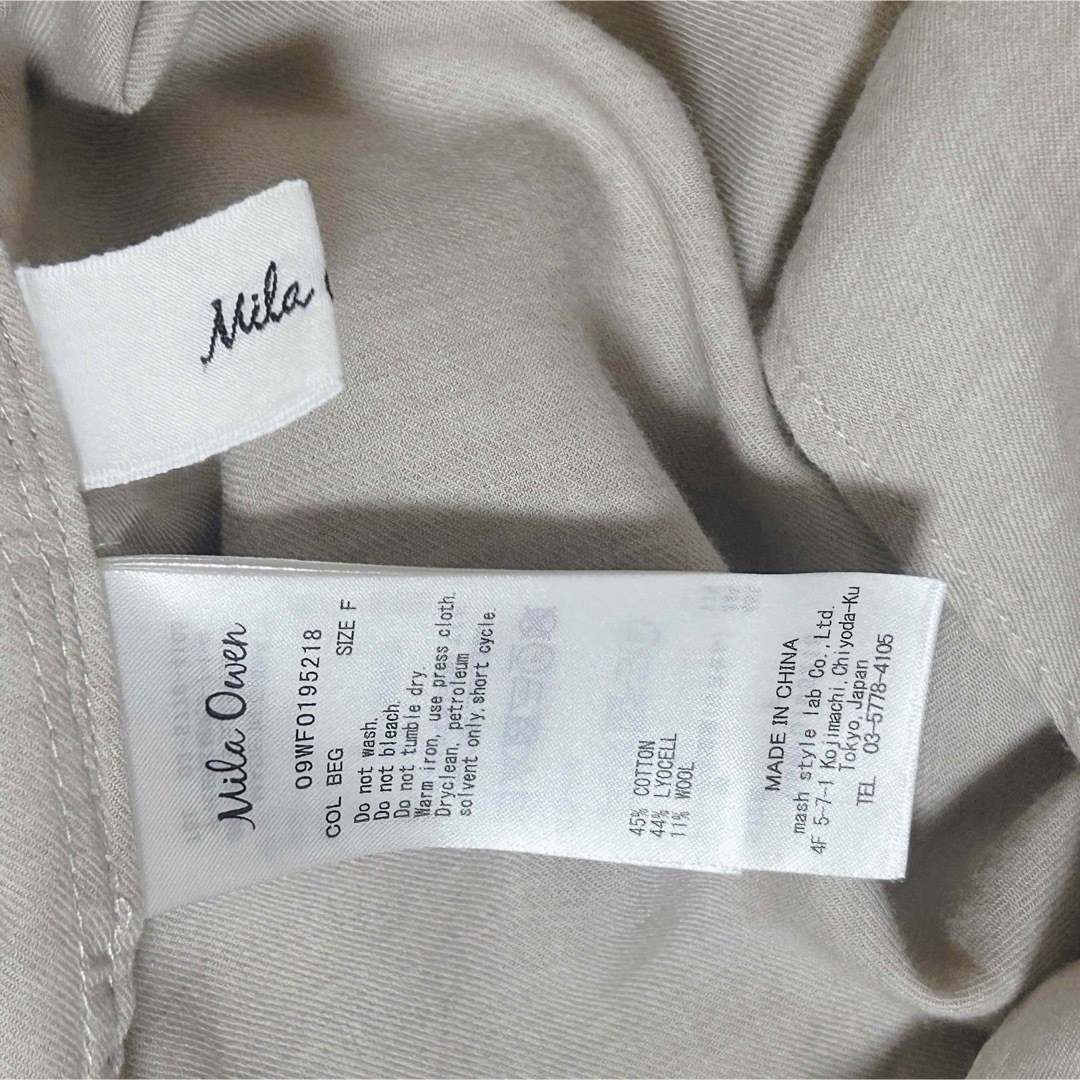 Mila
Mila Owen
09WFO195218
COL BEG SIZE F
Do not wash.
Do not bleach.
Do not tumble dry.
Warm iron, use press cloth.
Dryclean, petroleum
solvent only, short cycle.
45% COTTON
44% LYOCELL
11% WOOL
MADE IN CHINA
mash style lab Co.,Ltd.
4F 5-7-1 Kojimachi,Chiyoda-Ku
Tokyo,Japan
TEL 03-5778-4105